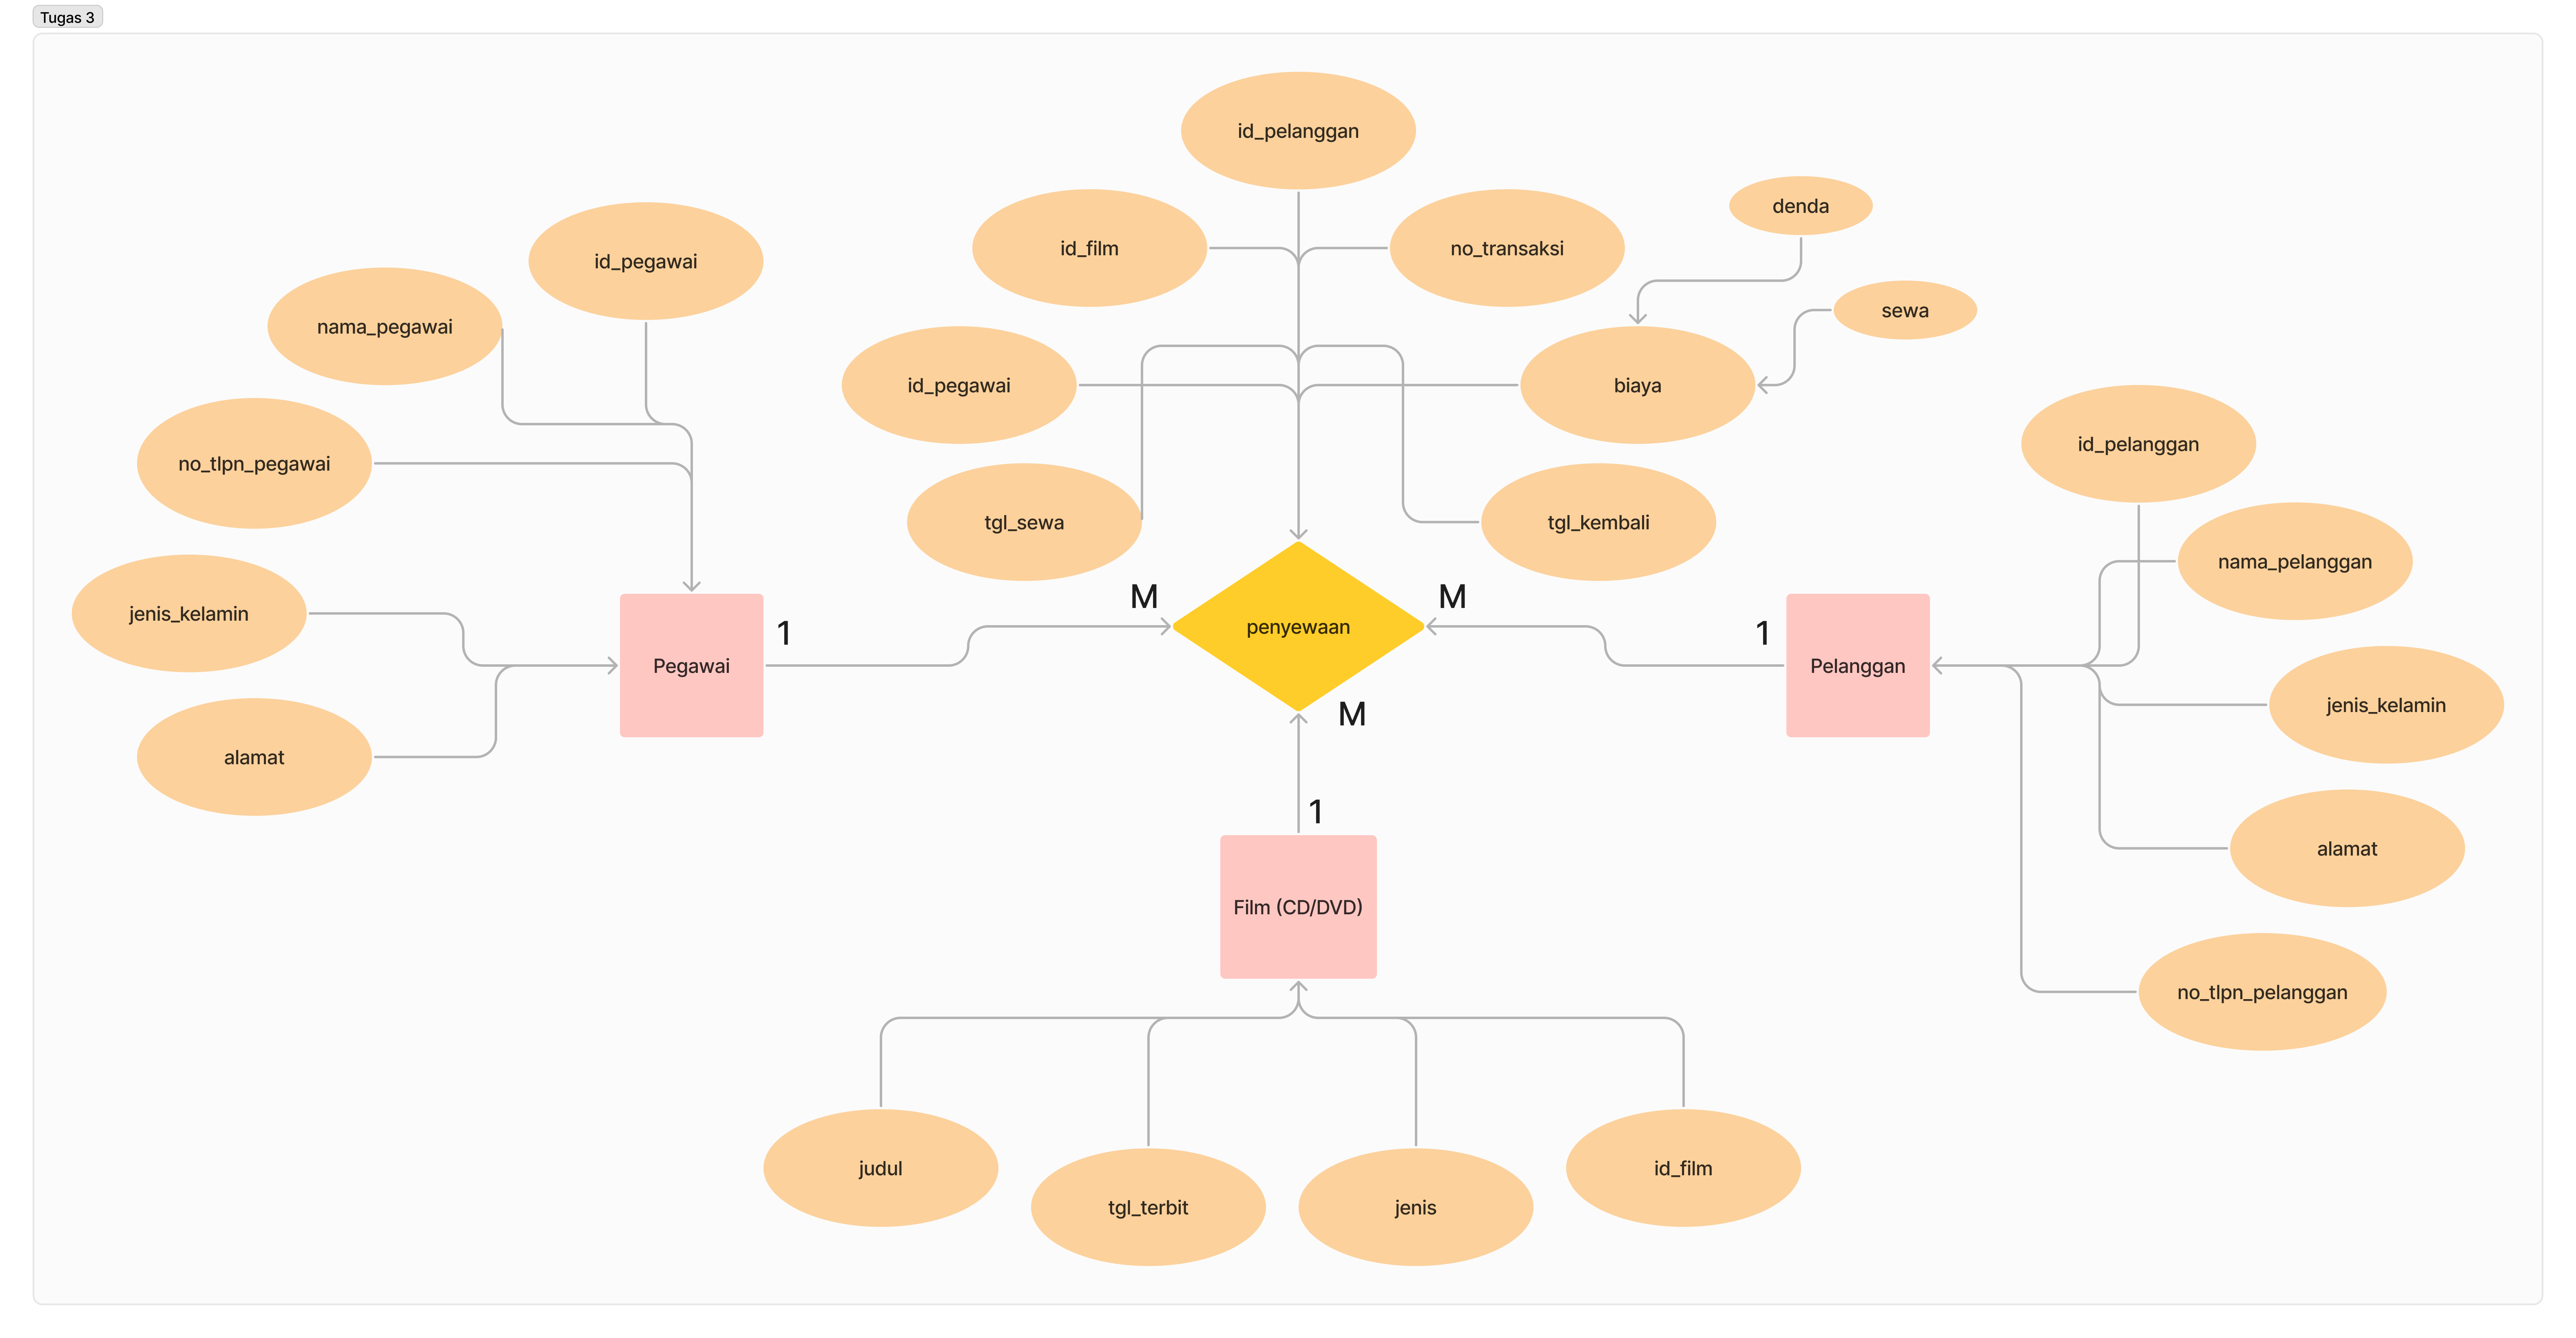 Tugas 3
id_pelanggan
id_film
no_transaksi
denda
id_pegawai
sewa
nama_pegawai
id_pegawai
biaya
id_pelanggan
no_tlpn_pegawai
tgl_sewa
tgl_kembali
nama_pelanggan
jenis_kelamin
M
penyewaan
M
1
Pegawai
1
Pelanggan
M
jenis_kelamin
alamat
1
alamat
Film (CD/DVD)
no_tlpn_pelanggan
judul
tgl_terbit
jenis
id_film